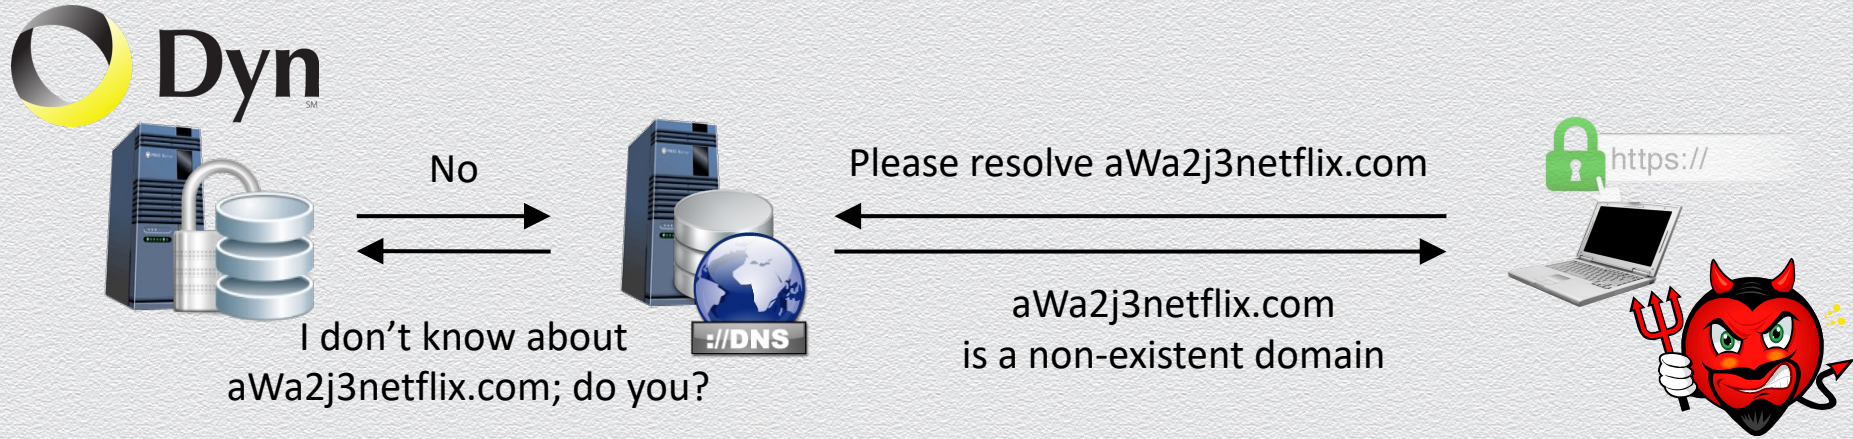 Dyn
SM
No
Please resolve aWa2j3netflix.com
https://
I don't know about
aWa2j3netflix.com; do you?
://DNS
aWa2j3netflix.com
is a non-existent domain